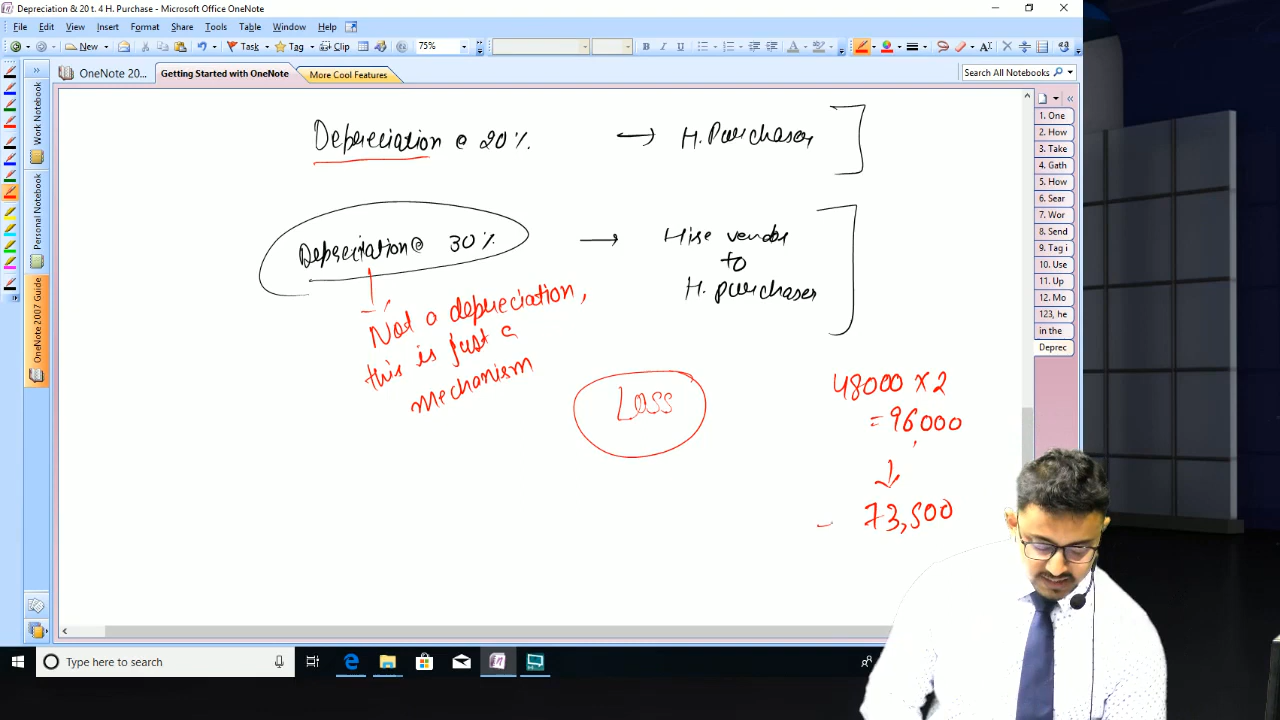 Depreciation & 20 t. 4 H. Purchase - Microsoft Office OneNote
File Edit View Insert Format Share Tools Table Window Help
New Task Tag Clip 75%
OneNote 20... Getting Started with OneNote More Cool Features Search All Notebooks
Work Notebook
Personal Notebook
OneNote 2007 Guide
Depreciation @ 20% → H. Purchaser
Depreciation @ 30% → Hire vendor
to
H. purchaser
Not a depreciation,
this is just a
mechanism
Loss
48000 × 2
= 96000
↓
- 73,500
1. One
2. How
3. Take
4. Gath
5. How
6. Sear
7. Wor
8. Send
9. Tag i
10. Use
11. Up
12. Mo
123, he
in the
Deprec
Type here to search